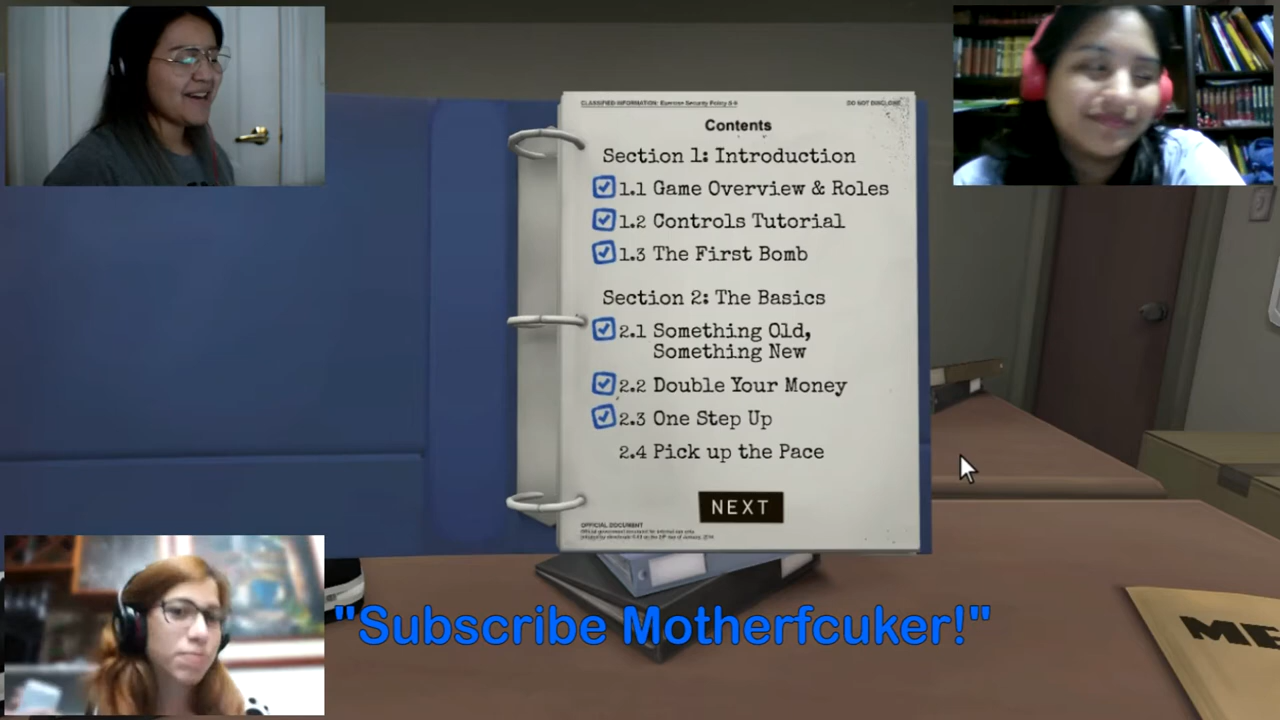 CLASSIFIED INFORMATION:
DO NOT DISCLOSE
Contents
Section 1: Introduction
1.1 Game Overview & Roles
1.2 Controls Tutorial
1.3 The First Bomb
Section 2: The Basics
2.1 Something Old,
Something New
2.2 Double Your Money
2.3 One Step Up
2.4 Pick up the Pace
NEXT
OFFICIAL DOCUMENT
"Subscribe Motherfcuker!"
ME